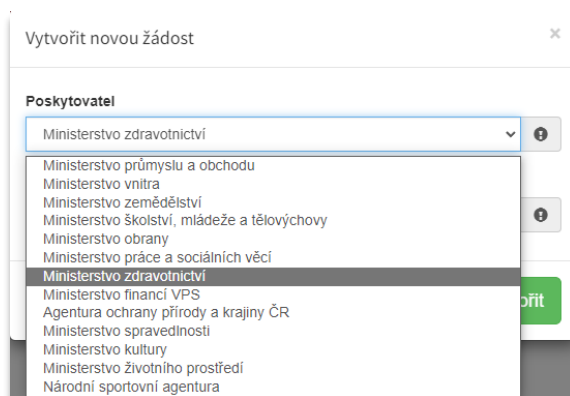 Vytvořit novou žádost
×
Poskytovatel
Ministerstvo zdravotnictví
Ministerstvo průmyslu a obchodu
Ministerstvo vnitra
Ministerstvo zemědělství
Ministerstvo školství, mládeže a tělovýchovy
Ministerstvo obrany
Ministerstvo práce a sociálních věcí
Ministerstvo zdravotnictví
Ministerstvo financí VPS
Agentura ochrany přírody a krajiny ČR
Ministerstvo spravedlnosti
Ministerstvo kultury
Ministerstvo životního prostředí
Národní sportovní agentura